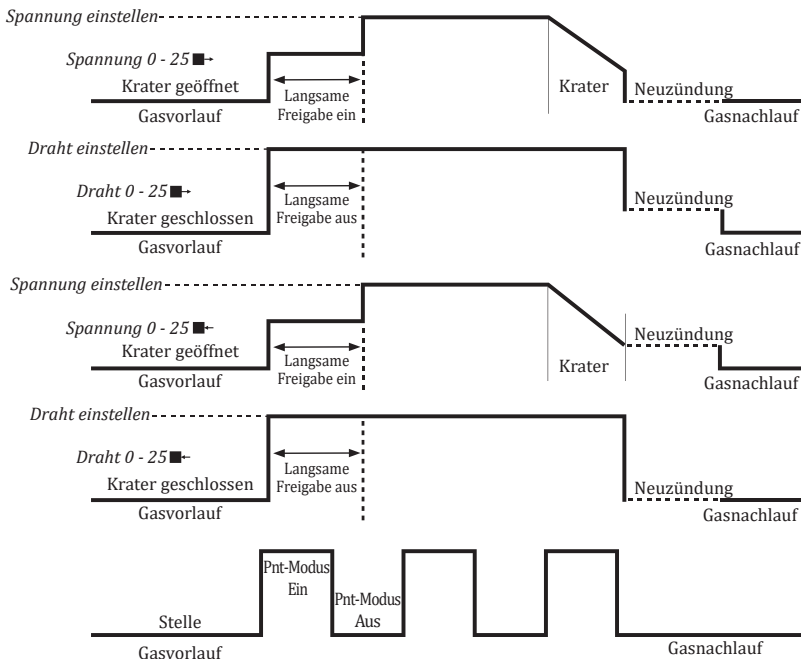 Spannung einstellen
Spannung 0 - 25
Krater geöffnet
Langsame
Freigabe ein
Krater
Neuzündung
Gasvorlauf
Gasnachlauf
Draht einstellen
Draht 0 - 25
Krater geschlossen
Langsame
Freigabe aus
Neuzündung
Gasvorlauf
Gasnachlauf
Spannung einstellen
Spannung 0 - 25
Krater geöffnet
Langsame
Freigabe ein
Krater
Neuzündung
Gasvorlauf
Gasnachlauf
Draht einstellen
Draht 0 - 25
Krater geschlossen
Langsame
Freigabe aus
Neuzündung
Gasvorlauf
Gasnachlauf
Pnt-Modus
Ein
Pnt-Modus
Aus
Stelle
Gasvorlauf
Gasnachlauf